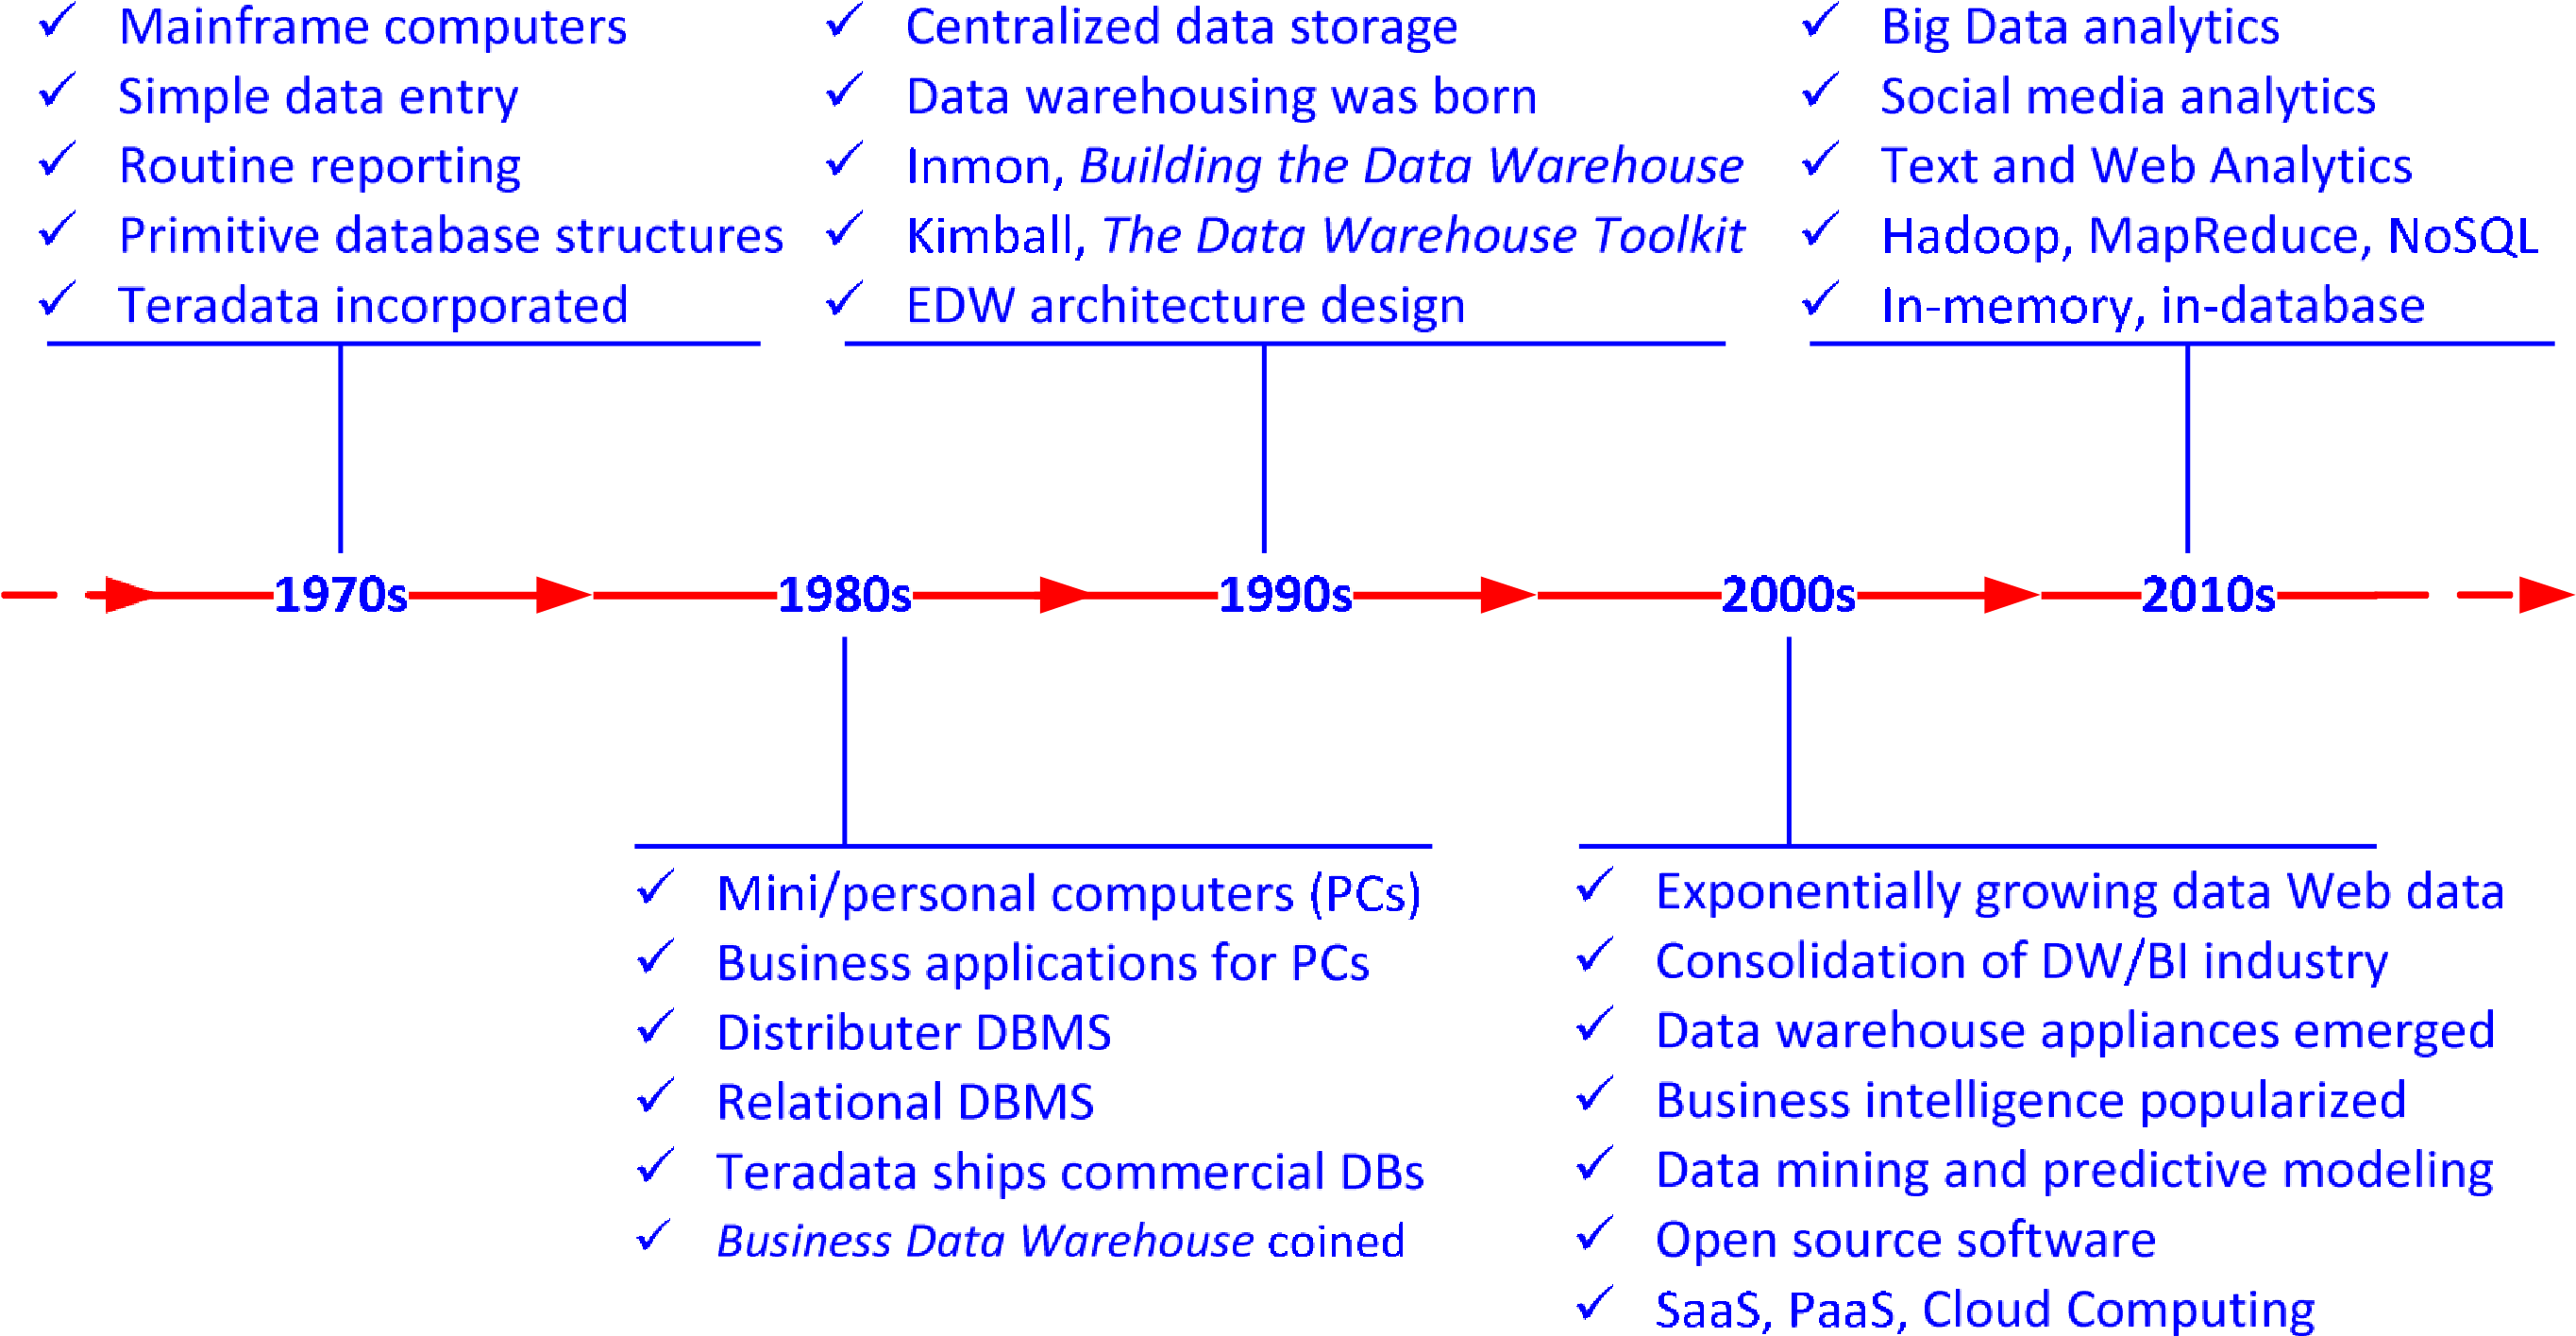 ✓ Mainframe computers
✓ Simple data entry
✓ Routine reporting
✓ Primitive database structures
✓ Teradata incorporated
✓ Centralized data storage
✓ Data warehousing was born
✓ Inmon, Building the Data Warehouse
✓ Kimball, The Data Warehouse Toolkit
✓ EDW architecture design
✓ Big Data analytics
✓ Social media analytics
✓ Text and Web Analytics
✓ Hadoop, MapReduce, NoSQL
✓ In-memory, in-database
1970s 1980s 1990s 2000s 2010s
✓ Mini/personal computers (PCs)
✓ Business applications for PCs
✓ Distributer DBMS
✓ Relational DBMS
✓ Teradata ships commercial DBs
✓ Business Data Warehouse coined
✓ Exponentially growing data Web data
✓ Consolidation of DW/BI industry
✓ Data warehouse appliances emerged
✓ Business intelligence popularized
✓ Data mining and predictive modeling
✓ Open source software
✓ SaaS, PaaS, Cloud Computing